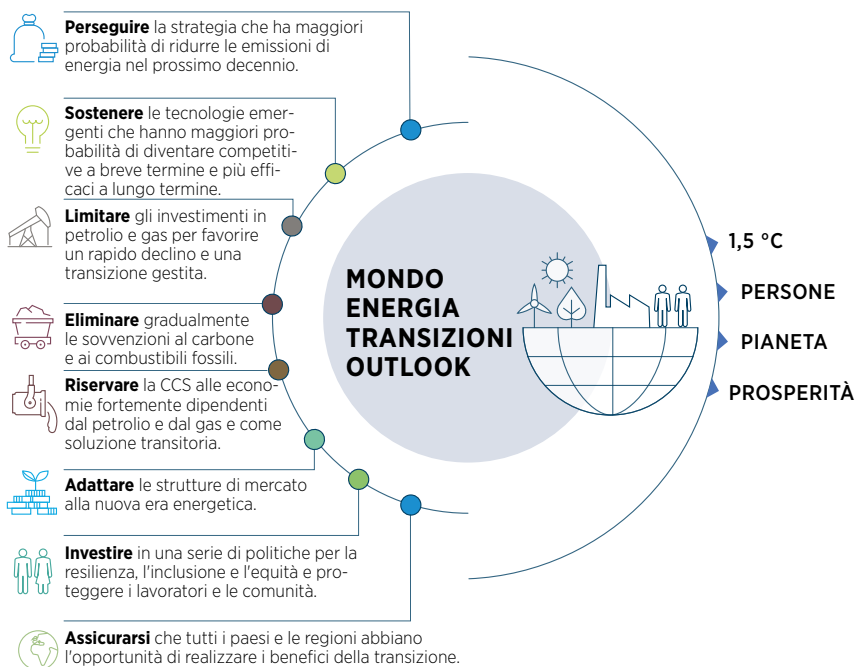 Perseguire la strategia che ha maggiori
probabilità di ridurre le emissioni di
energia nel prossimo decennio.
Sostenere le tecnologie emer-
genti che hanno maggiori pro-
babilità di diventare competiti-
ve a breve termine e più effi-
caci a lungo termine.
Limitare gli investimenti in
petrolio e gas per favorire
un rapido declino e una
transizione gestita.
Eliminare gradualmente
le sovvenzioni al carbone
e ai combustibili fossili.
Riservare la CCS alle econo-
mie fortemente dipendenti
dal petrolio e dal gas e come
soluzione transitoria.
Adattare le strutture di mercato
alla nuova era energetica.
Investire in una serie di politiche per la
resilienza, l'inclusione e l'equità e pro-
teggere i lavoratori e le comunità.
Assicurarsi che tutti i paesi e le regioni abbiano
l'opportunità di realizzare i benefici della transizione.
MONDO
ENERGIA
TRANSIZIONI
OUTLOOK
1,5 °C
PERSONE
PIANETA
PROSPERITÀ